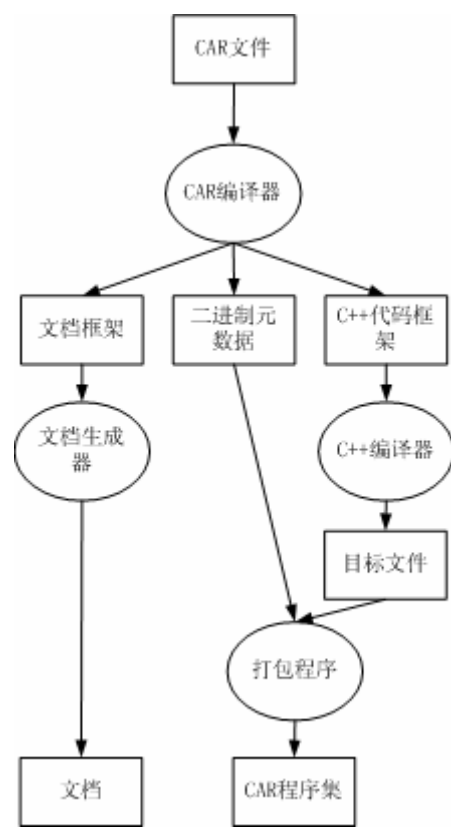 CAR文件
CAR编译器
文档框架
二进制元
数据
C++代码框
架
文档生成
器
C++编译器
目标文件
打包程序
文档
CAR程序集